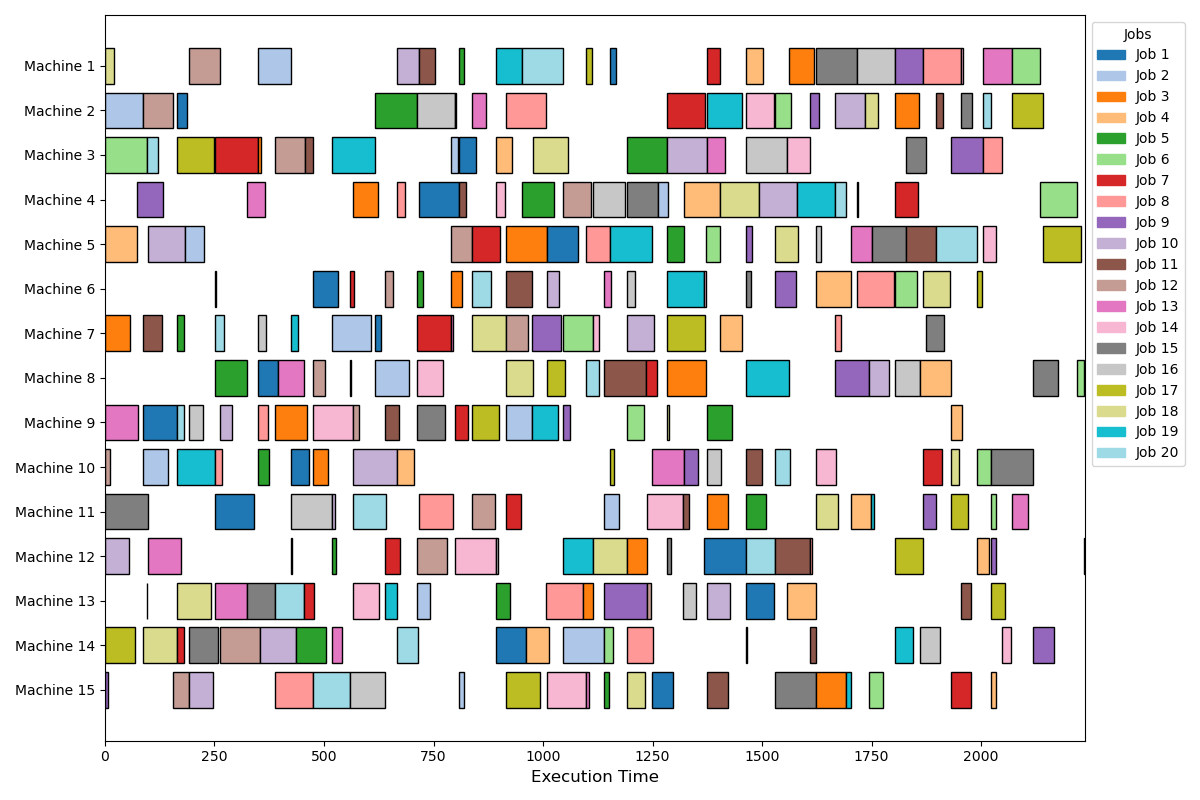 Machine 1
Machine 2
Machine 3
Machine 4
Machine 5
Machine 6
Machine 7
Machine 8
Machine 9
Machine 10
Machine 11
Machine 12
Machine 13
Machine 14
Machine 15
0
250
500
750
1000
1250
1500
1750
2000
Execution Time
Jobs
Job 1
Job 2
Job 3
Job 4
Job 5
Job 6
Job 7
Job 8
Job 9
Job 10
Job 11
Job 12
Job 13
Job 14
Job 15
Job 16
Job 17
Job 18
Job 19
Job 20